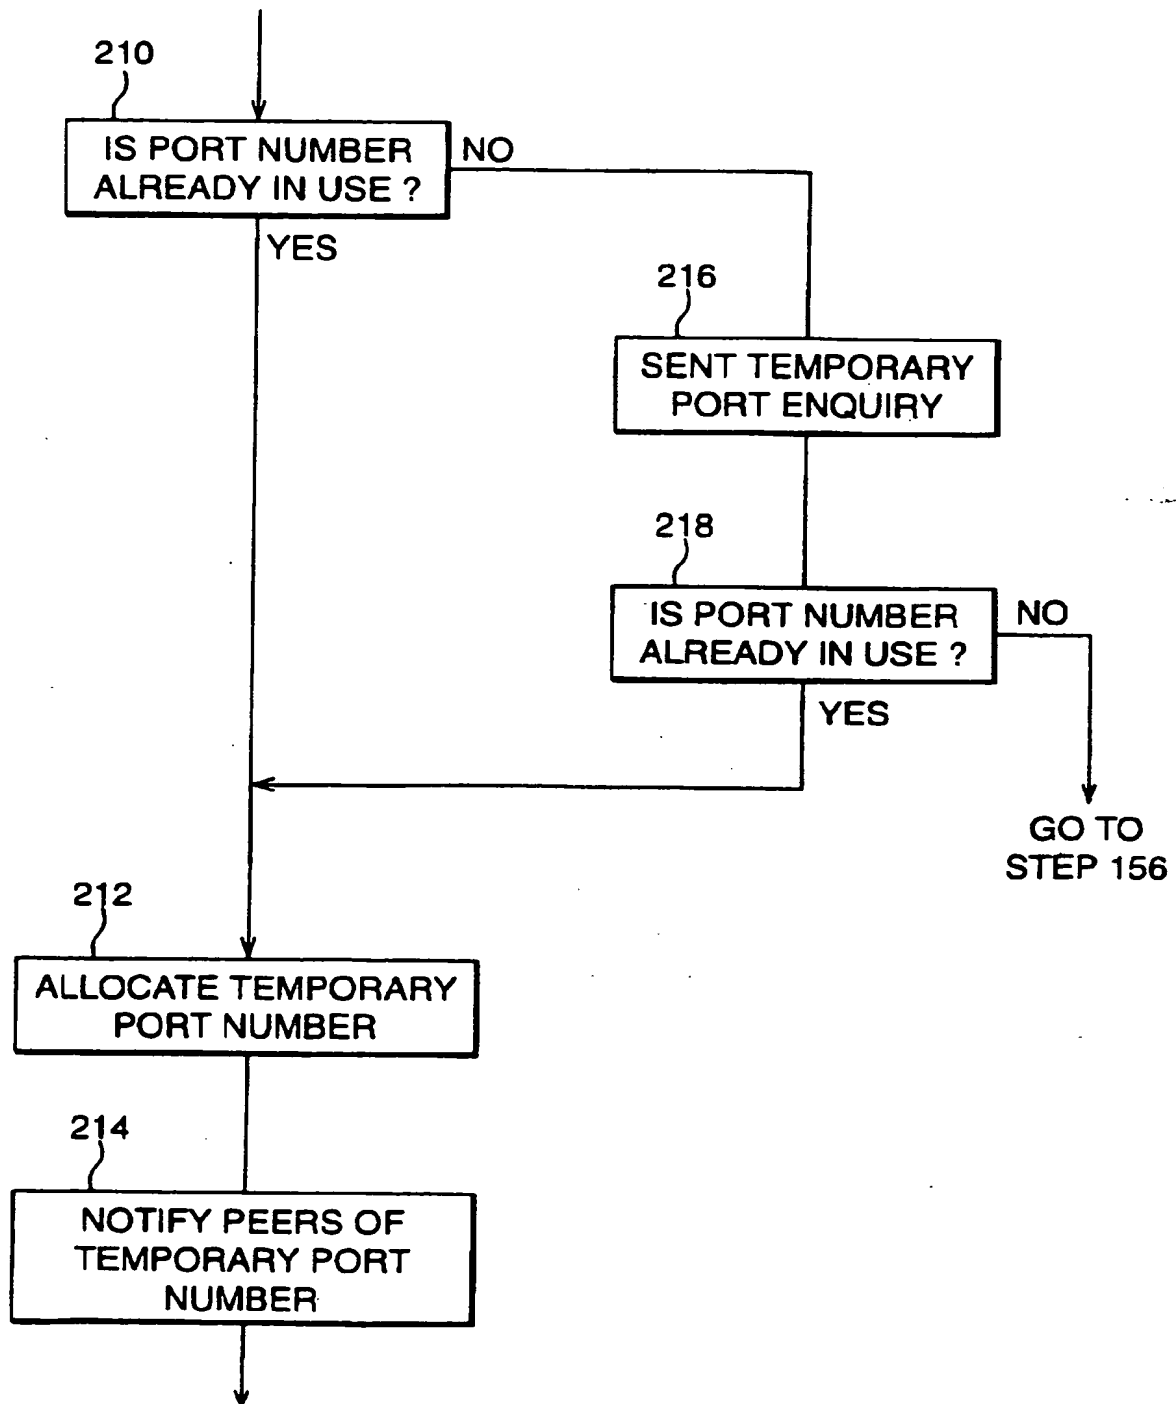 210
IS PORT NUMBER
ALREADY IN USE ?
NO
YES
216
SENT TEMPORARY
PORT ENQUIRY
218
IS PORT NUMBER
ALREADY IN USE ?
NO
YES
GO TO
STEP 156
212
ALLOCATE TEMPORARY
PORT NUMBER
214
NOTIFY PEERS OF
TEMPORARY PORT
NUMBER